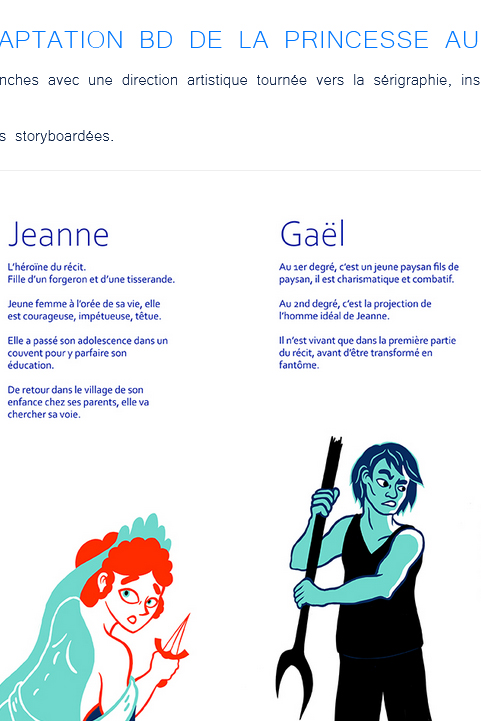 APTATION BD DE LA PRINCESSE AU
nches avec une direction artistique tournée vers la sérigraphie, ins
s storyboardées.
Jeanne
L'héroïne du récit.
Fille d'un forgeron et d'une tisserande.
Jeune femme à l'orée de sa vie, elle
est courageuse, impétueuse, têtue.
Elle a passé son adolescence dans un
couvent pour y parfaire son
éducation.
De retour dans le village de son
enfance chez ses parents, elle va
chercher sa voie.
Gaël
Au 1er degré, c'est un jeune paysan fils de
paysan, il est charismatique et combatif.
Au 2nd degré, c'est la projection de
l'homme idéal de Jeanne.
Il n'est vivant que dans la première partie
du récit, avant d'être transformé en
fantôme.